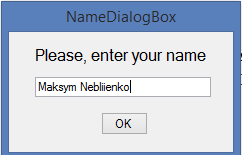 NameDialogBox
Please, enter your name
Maksym Nebliienko
OK